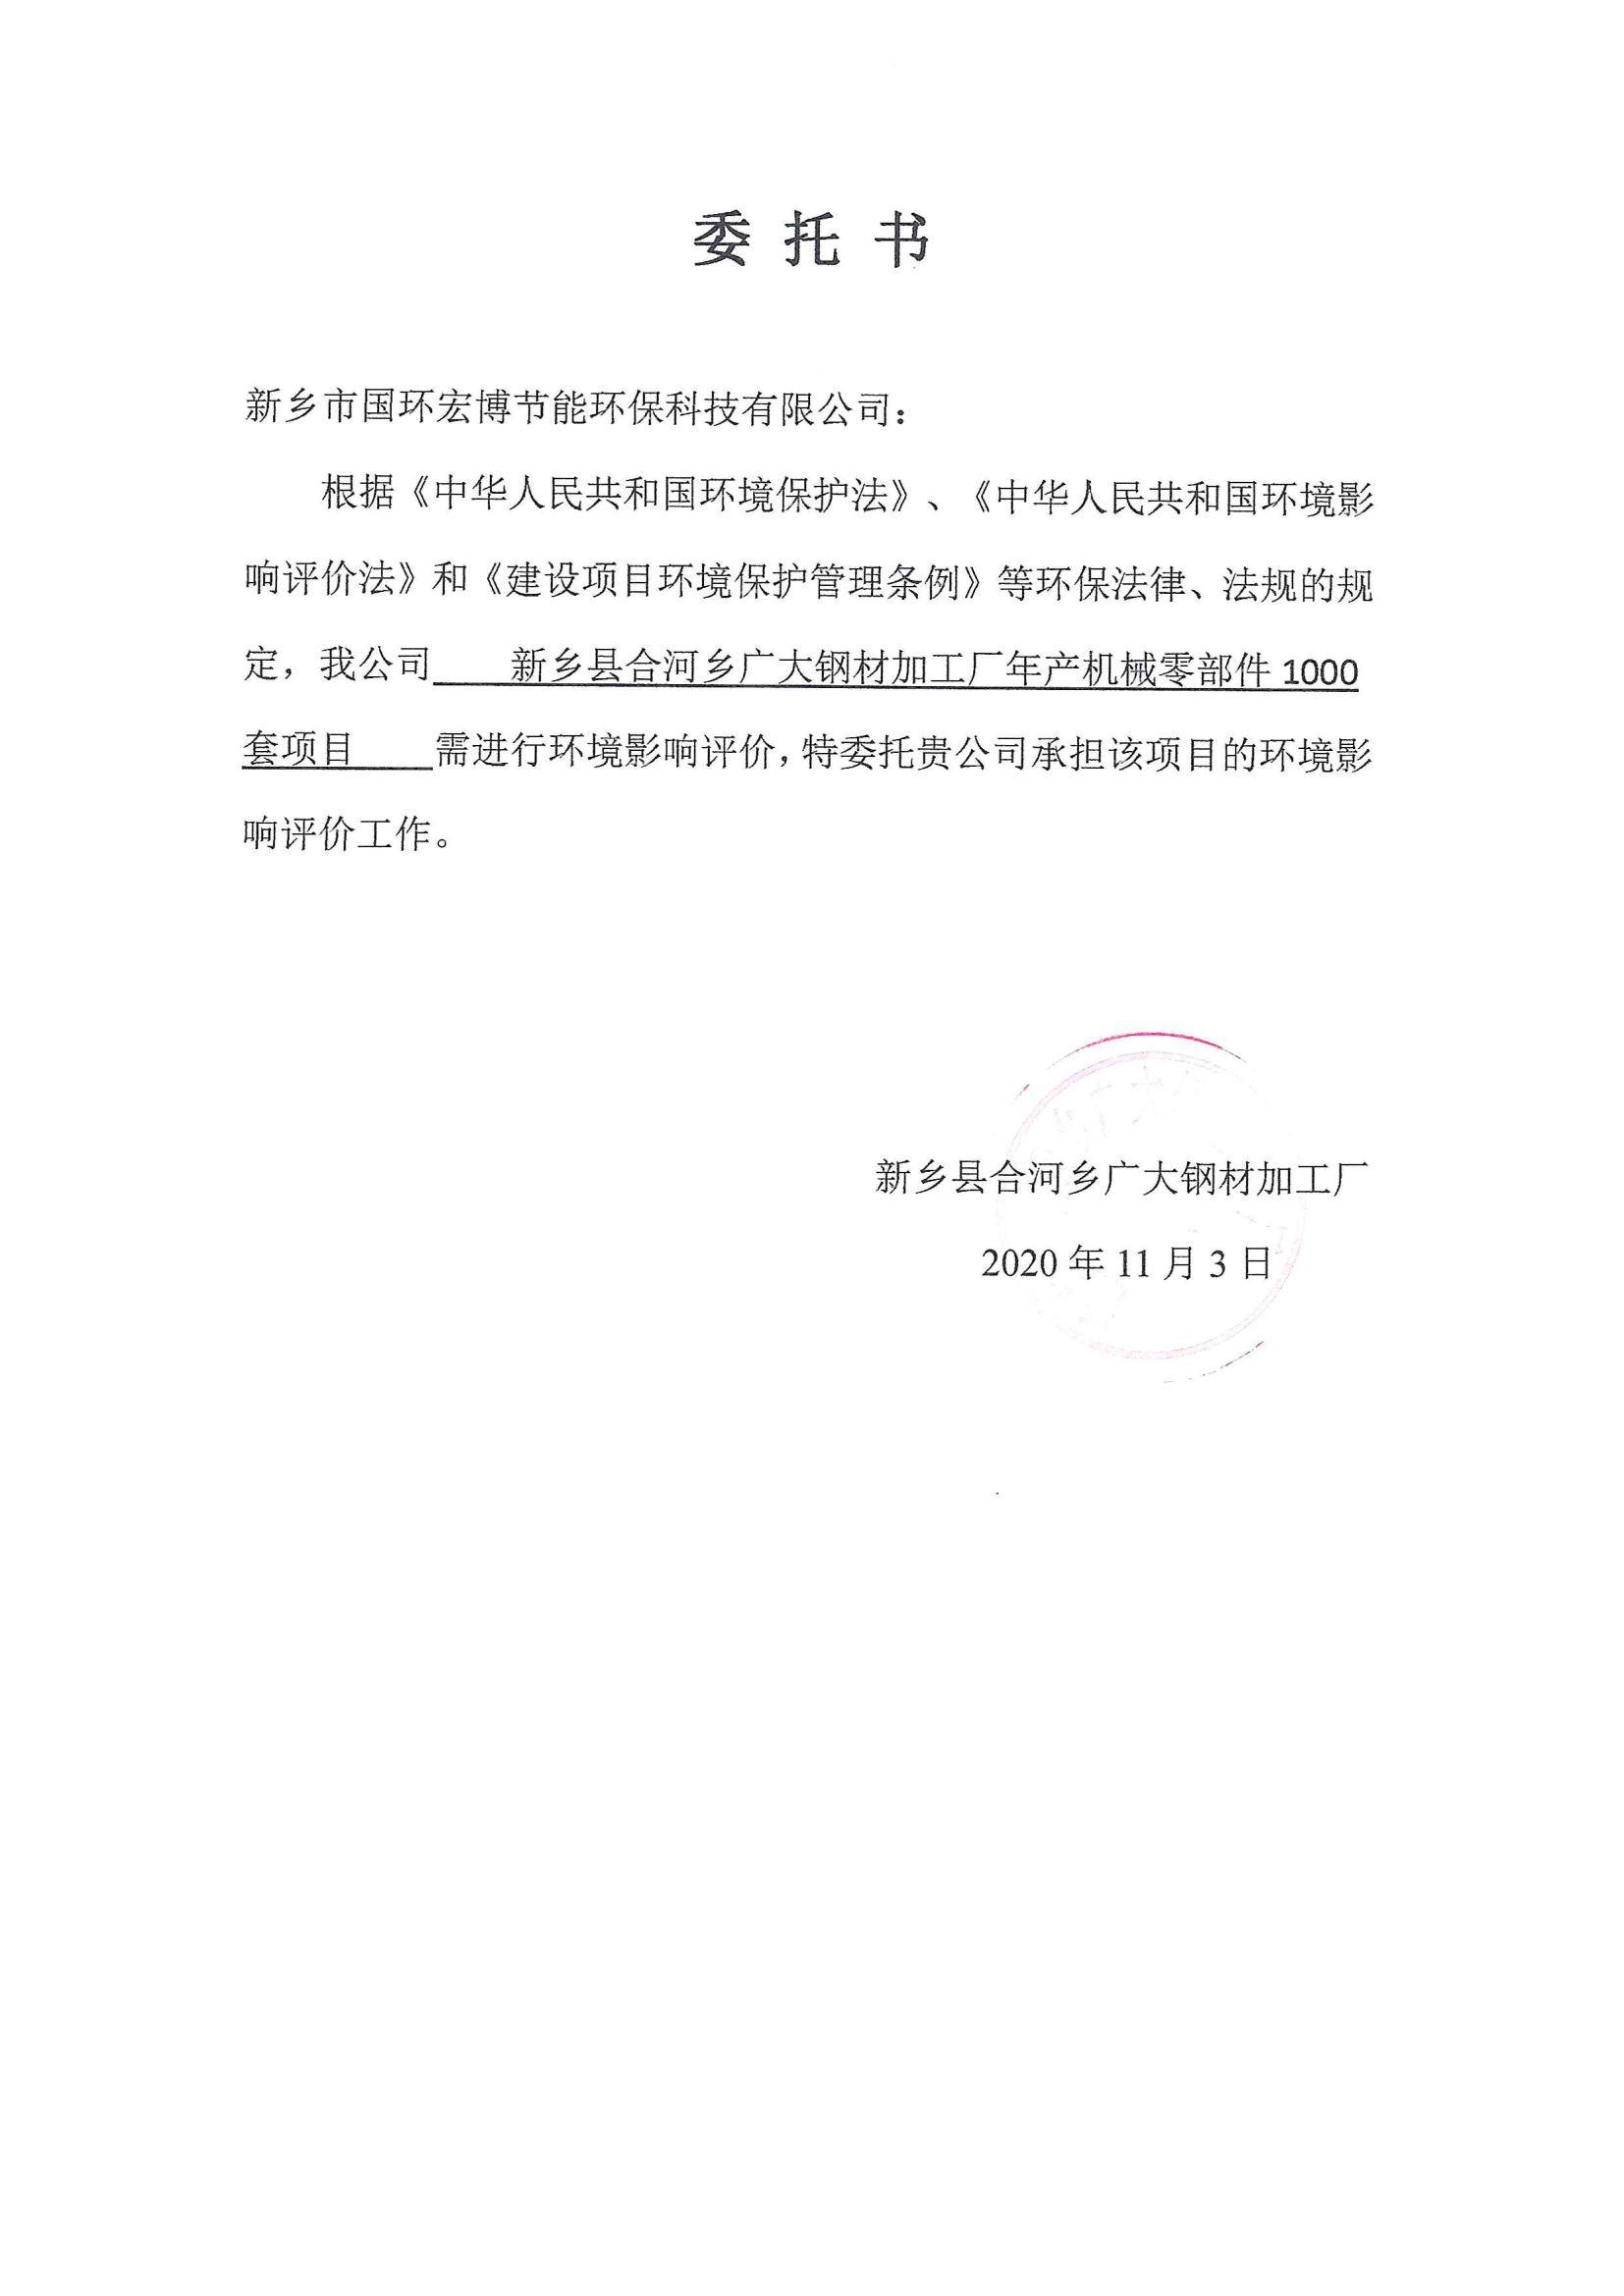 委托书
新乡市国环宏博节能环保科技有限公司：
根据《中华人民共和国环境保护法》、《中华人民共和国环境影
响评价法》和《建设项目环境保护管理条例》等环保法律、法规的规
定，我公司 新乡县合河乡广大钢材加工厂年产机械零部件 1000
套项目 需进行环境影响评价，特委托贵公司承担该项目的环境影
响评价工作。
广大
新乡县合河乡广大钢材加工厂
2020 年 11 月 3 日